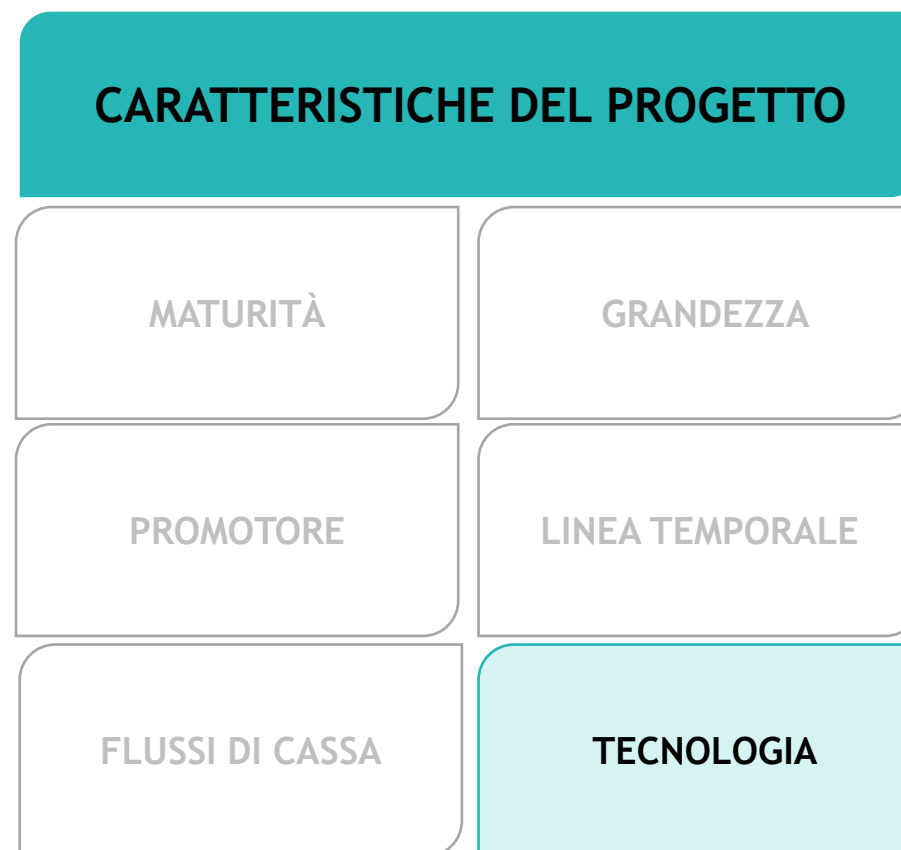 CARATTERISTICHE DEL PROGETTO
MATURITÀ
GRANDEZZA
PROMOTORE
LINEA TEMPORALE
FLUSSI DI CASSA
TECNOLOGIA